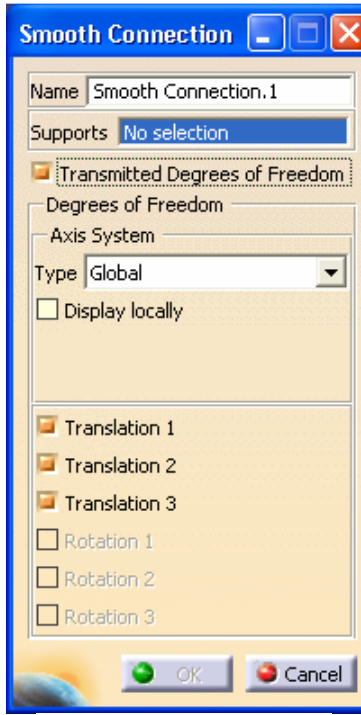 Smooth Connection
Name Smooth Connection.1
Supports No selection
Transmitted Degrees of Freedom
Degrees of Freedom
Axis System
Type Global
Display locally
Translation 1
Translation 2
Translation 3
Rotation 1
Rotation 2
Rotation 3
OK Cancel